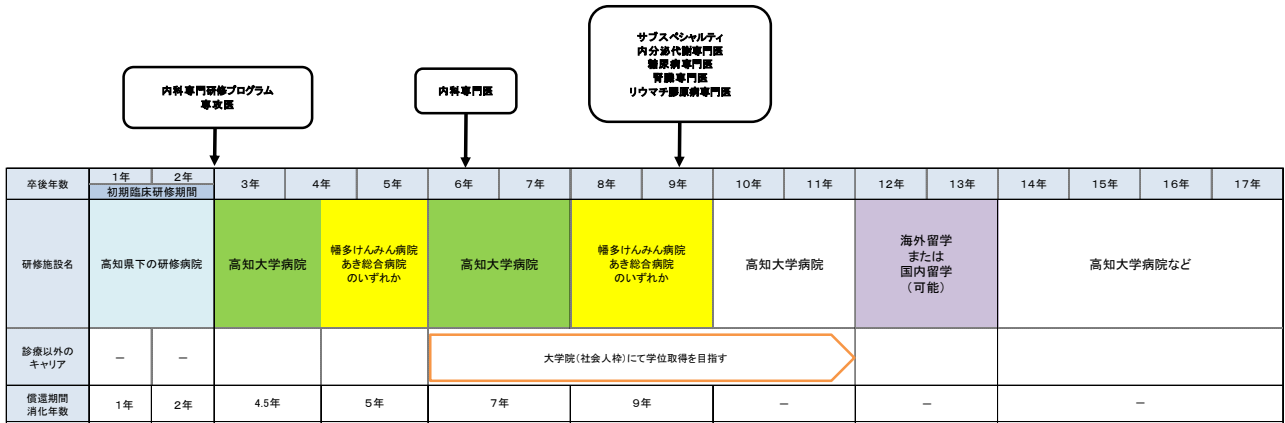 サブスペシャルティ
内分泌代謝専門医
糖尿病専門医
腎臓専門医
リウマチ膠原病専門医
内科専門研修プログラム
専攻医
内科専門医
卒後年数
1年
2年
初期臨床研修期間
3年
4年
5年
6年
7年
8年
9年
10年
11年
12年
13年
14年
15年
16年
17年
研修施設名
高知県下の研修病院
高知大学病院
幡多けんみん病院
あき総合病院
のいずれか
高知大学病院
幡多けんみん病院
あき総合病院
のいずれか
高知大学病院
海外留学
または
国内留学
(可能)
高知大学病院など
診療以外の
キャリア
－
－
大学院(社会人枠)にて学位取得を目指す
償還期間
消化年数
1年
2年
4.5年
5年
7年
9年
－
－
－